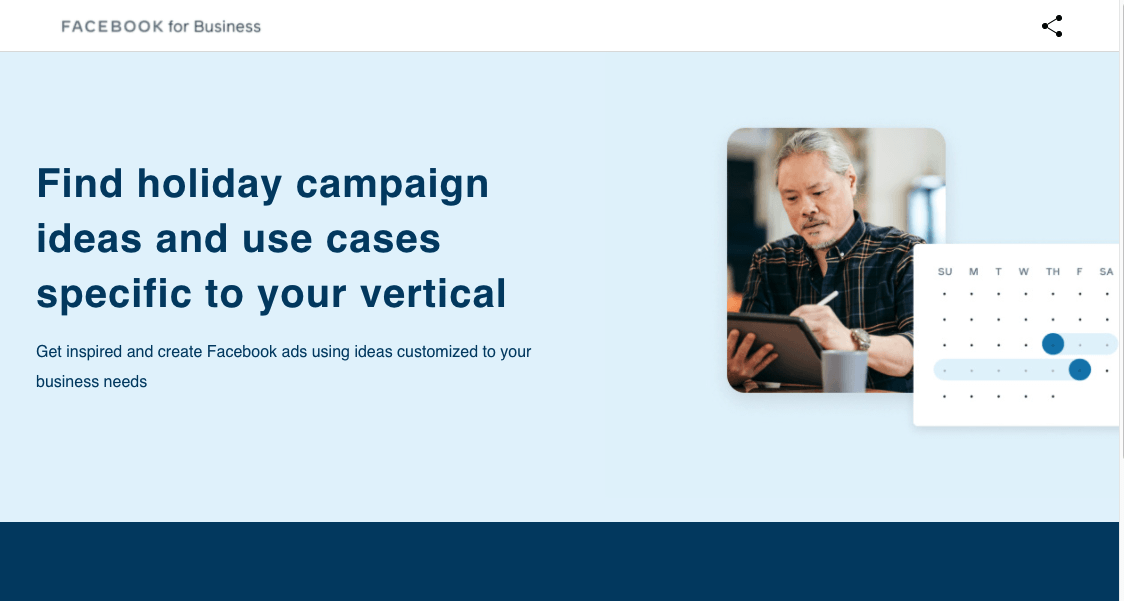 FACEBOOK for Business
Find holiday campaign
ideas and use cases
specific to your vertical
Get inspired and create Facebook ads using ideas customized to your
business needs
SU M T W TH F SA